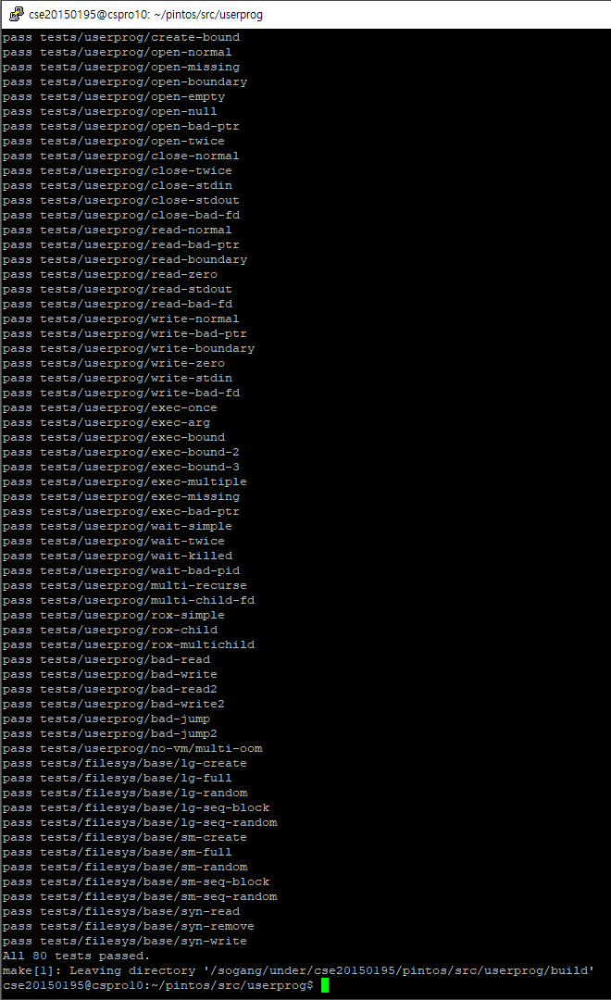 cse20150195@cspro10: ~/pintos/src/userprog
pass tests/userprog/create-bound
pass tests/userprog/open-normal
pass tests/userprog/open-missing
pass tests/userprog/open-boundary
pass tests/userprog/open-empty
pass tests/userprog/open-null
pass tests/userprog/open-bad-ptr
pass tests/userprog/open-twice
pass tests/userprog/close-normal
pass tests/userprog/close-twice
pass tests/userprog/close-stdin
pass tests/userprog/close-stdout
pass tests/userprog/close-bad-fd
pass tests/userprog/read-normal
pass tests/userprog/read-bad-ptr
pass tests/userprog/read-boundary
pass tests/userprog/read-zero
pass tests/userprog/read-stdout
pass tests/userprog/read-bad-fd
pass tests/userprog/write-normal
pass tests/userprog/write-bad-ptr
pass tests/userprog/write-boundary
pass tests/userprog/write-zero
pass tests/userprog/write-stdin
pass tests/userprog/write-bad-fd
pass tests/userprog/exec-once
pass tests/userprog/exec-arg
pass tests/userprog/exec-bound
pass tests/userprog/exec-bound-2
pass tests/userprog/exec-bound-3
pass tests/userprog/exec-multiple
pass tests/userprog/exec-missing
pass tests/userprog/exec-bad-ptr
pass tests/userprog/wait-simple
pass tests/userprog/wait-twice
pass tests/userprog/wait-killed
pass tests/userprog/wait-bad-pid
pass tests/userprog/multi-recurse
pass tests/userprog/multi-child-fd
pass tests/userprog/rox-simple
pass tests/userprog/rox-child
pass tests/userprog/rox-multichild
pass tests/userprog/bad-read
pass tests/userprog/bad-write
pass tests/userprog/bad-read2
pass tests/userprog/bad-write2
pass tests/userprog/bad-jump
pass tests/userprog/bad-jump2
pass tests/userprog/no-vm/multi-oom
pass tests/filesys/base/lg-create
pass tests/filesys/base/lg-full
pass tests/filesys/base/lg-random
pass tests/filesys/base/lg-seq-block
pass tests/filesys/base/lg-seq-random
pass tests/filesys/base/sm-create
pass tests/filesys/base/sm-full
pass tests/filesys/base/sm-random
pass tests/filesys/base/sm-seq-block
pass tests/filesys/base/sm-seq-random
pass tests/filesys/base/syn-read
pass tests/filesys/base/syn-remove
pass tests/filesys/base/syn-write
All 80 tests passed.
make[1]: Leaving directory '/sogang/under/cse20150195/pintos/src/userprog/build'
cse20150195@cspro10:~/pintos/src/userprog$